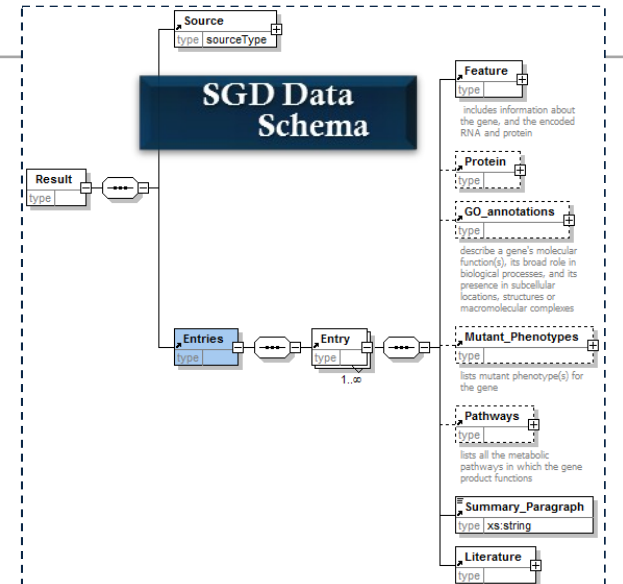 Source
type sourceType
SGD Data
Schema
Result
type
Entries
type
Entry
type
1..∞
Feature
type
includes information about
the gene, and the encoded
RNA and protein
Protein
type
GO_annotations
type
describe a gene's molecular
function(s), its broad role in
biological processes, and its
presence in subcellular
locations, structures or
macromolecular complexes
Mutant_Phenotypes
type
lists mutant phenotype(s) for
the gene
Pathways
type
lists all the metabolic
pathways in which the gene
product functions
Summary_Paragraph
type xs:string
Literature
type